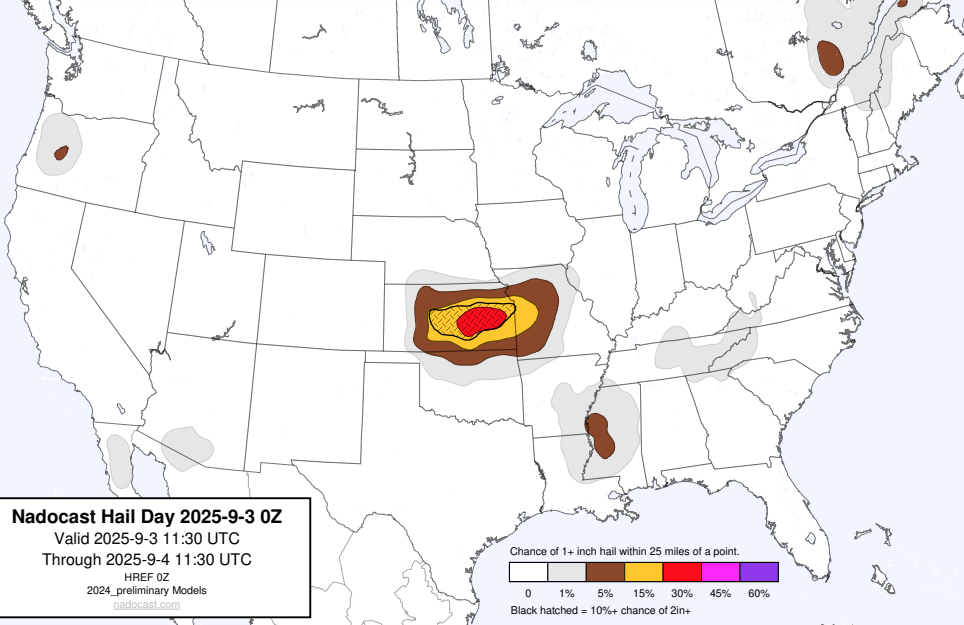 Nadocast Hail Day 2025-9-3 0Z
Valid 2025-9-3 11:30 UTC
Through 2025-9-4 11:30 UTC
HREF 0Z
2024_preliminary Models
nadocast.com
Chance of 1+ inch hail within 25 miles of a point.
0 1% 5% 15% 30% 45% 60%
Black hatched = 10%+ chance of 2in+